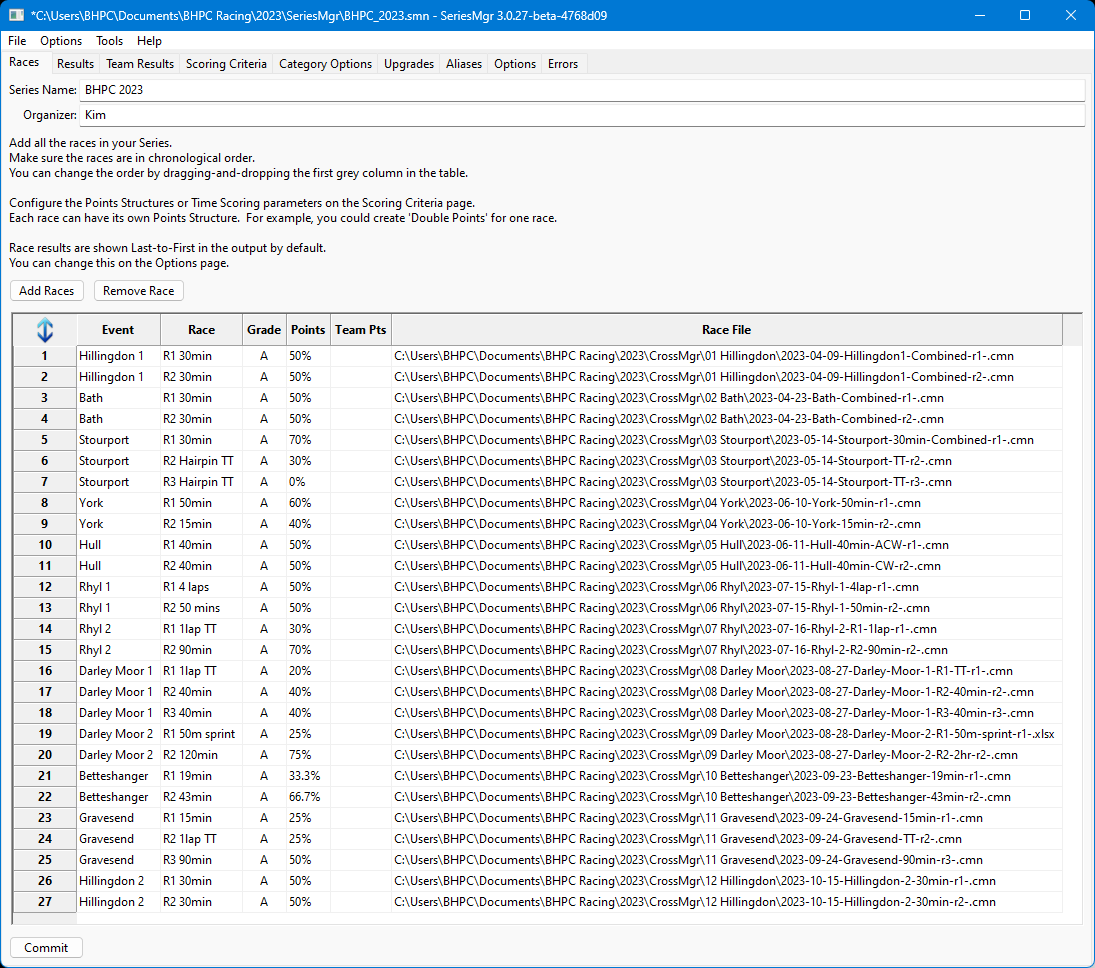 *C:\Users\BHPC\Documents\BHPC Racing\2023\SeriesMgr\BHPC_2023.smn - SeriesMgr 3.0.27-beta-4768d09
File Options Tools Help
Races Results Team Results Scoring Criteria Category Options Upgrades Aliases Options Errors
Series Name: BHPC 2023
Organizer: Kim
Add all the races in your Series.
Make sure the races are in chronological order.
You can change the order by dragging-and-dropping the first grey column in the table.
Configure the Points Structures or Time Scoring parameters on the Scoring Criteria page.
Each race can have its own Points Structure. For example, you could create 'Double Points' for one race.
Race results are shown Last-to-First in the output by default.
You can change this on the Options page.
Add Races Remove Race
Event Race Grade Points Team Pts Race File
1 Hillingdon 1 R1 30min A 50% C:\Users\BHPC\Documents\BHPC Racing\2023\CrossMgr\01 Hillingdon\2023-04-09-Hillingdon1-Combined-r1-.cmn
2 Hillingdon 1 R2 30min A 50% C:\Users\BHPC\Documents\BHPC Racing\2023\CrossMgr\01 Hillingdon\2023-04-09-Hillingdon1-Combined-r2-.cmn
3 Bath R1 30min A 50% C:\Users\BHPC\Documents\BHPC Racing\2023\CrossMgr\02 Bath\2023-04-23-Bath-Combined-r1-.cmn
4 Bath R2 30min A 50% C:\Users\BHPC\Documents\BHPC Racing\2023\CrossMgr\02 Bath\2023-04-23-Bath-Combined-r2-.cmn
5 Stourport R1 30min A 70% C:\Users\BHPC\Documents\BHPC Racing\2023\CrossMgr\03 Stourport\2023-05-14-Stourport-30min-Combined-r1-.cmn
6 Stourport R2 Hairpin TT A 30% C:\Users\BHPC\Documents\BHPC Racing\2023\CrossMgr\03 Stourport\2023-05-14-Stourport-TT-r2-.cmn
7 Stourport R3 Hairpin TT A 0% C:\Users\BHPC\Documents\BHPC Racing\2023\CrossMgr\03 Stourport\2023-05-14-Stourport-TT-r3-.cmn
8 York R1 50min A 60% C:\Users\BHPC\Documents\BHPC Racing\2023\CrossMgr\04 York\2023-06-10-York-50min-r1-.cmn
9 York R2 15min A 40% C:\Users\BHPC\Documents\BHPC Racing\2023\CrossMgr\04 York\2023-06-10-York-15min-r2-.cmn
10 Hull R1 40min A 50% C:\Users\BHPC\Documents\BHPC Racing\2023\CrossMgr\05 Hull\2023-06-11-Hull-40min-ACW-r1-.cmn
11 Hull R2 40min A 50% C:\Users\BHPC\Documents\BHPC Racing\2023\CrossMgr\05 Hull\2023-06-11-Hull-40min-CW-r2-.cmn
12 Rhyl 1 R1 4 laps A 50% C:\Users\BHPC\Documents\BHPC Racing\2023\CrossMgr\06 Rhyl\2023-07-15-Rhyl-1-4lap-r1-.cmn
13 Rhyl 1 R2 50 mins A 50% C:\Users\BHPC\Documents\BHPC Racing\2023\CrossMgr\06 Rhyl\2023-07-15-Rhyl-1-50min-r2-.cmn
14 Rhyl 2 R1 1lap TT A 30% C:\Users\BHPC\Documents\BHPC Racing\2023\CrossMgr\07 Rhyl\2023-07-16-Rhyl-2-R1-1lap-r1-.cmn
15 Rhyl 2 R2 90min A 70% C:\Users\BHPC\Documents\BHPC Racing\2023\CrossMgr\07 Rhyl\2023-07-16-Rhyl-2-R2-90min-r2-.cmn
16 Darley Moor 1 R1 1lap TT A 20% C:\Users\BHPC\Documents\BHPC Racing\2023\CrossMgr\08 Darley Moor\2023-08-27-Darley-Moor-1-R1-TT-r1-.cmn
17 Darley Moor 1 R2 40min A 40% C:\Users\BHPC\Documents\BHPC Racing\2023\CrossMgr\08 Darley Moor\2023-08-27-Darley-Moor-1-R2-40min-r2-.cmn
18 Darley Moor 1 R3 40min A 40% C:\Users\BHPC\Documents\BHPC Racing\2023\CrossMgr\08 Darley Moor\2023-08-27-Darley-Moor-1-R3-40min-r3-.cmn
19 Darley Moor 2 R1 50m sprint A 25% C:\Users\BHPC\Documents\BHPC Racing\2023\CrossMgr\09 Darley Moor\2023-08-28-Darley-Moor-2-R1-50m-sprint-r1-.xlsx
20 Darley Moor 2 R2 120min A 75% C:\Users\BHPC\Documents\BHPC Racing\2023\CrossMgr\09 Darley Moor\2023-08-27-Darley-Moor-2-R2-2hr-r2-.cmn
21 Betteshanger R1 19min A 33.3% C:\Users\BHPC\Documents\BHPC Racing\2023\CrossMgr\10 Betteshanger\2023-09-23-Betteshanger-19min-r1-.cmn
22 Betteshanger R2 43min A 66.7% C:\Users\BHPC\Documents\BHPC Racing\2023\CrossMgr\10 Betteshanger\2023-09-23-Betteshanger-43min-r2-.cmn
23 Gravesend R1 15min A 25% C:\Users\BHPC\Documents\BHPC Racing\2023\CrossMgr\11 Gravesend\2023-09-24-Gravesend-15min-r1-.cmn
24 Gravesend R2 1lap TT A 25% C:\Users\BHPC\Documents\BHPC Racing\2023\CrossMgr\11 Gravesend\2023-09-24-Gravesend-TT-r2-.cmn
25 Gravesend R3 90min A 50% C:\Users\BHPC\Documents\BHPC Racing\2023\CrossMgr\11 Gravesend\2023-09-24-Gravesend-90min-r3-.cmn
26 Hillingdon 2 R1 30min A 50% C:\Users\BHPC\Documents\BHPC Racing\2023\CrossMgr\12 Hillingdon\2023-10-15-Hillingdon-2-30min-r1-.cmn
27 Hillingdon 2 R2 30min A 50% C:\Users\BHPC\Documents\BHPC Racing\2023\CrossMgr\12 Hillingdon\2023-10-15-Hillingdon-2-30min-r2-.cmn
Commit